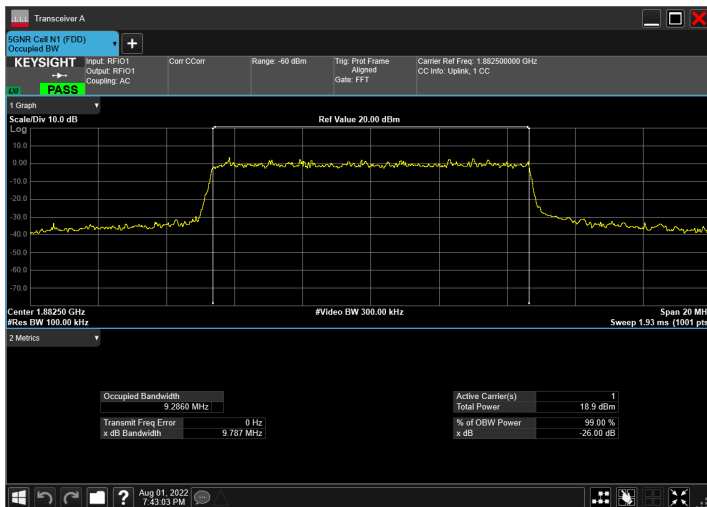 Transceiver A
5GNR Cell N1 (FDD)
Occupied BW
KEYSIGHT
PASS
Input: RFIO1
Output: RFIO1
Coupling: AC
Corr CCorr
Range: -60 dBm
Trig: Prot Frame
Aligned
Gate: FFT
Carrier Ref Freq: 1.882500000 GHz
CC Info: Uplink, 1 CC
1 Graph
Scale/Div 10.0 dB
Ref Value 20.00 dBm
Log
10.0
0.00
-10.0
-20.0
-30.0
-40.0
-50.0
-60.0
-70.0
Center 1.88250 GHz
#Video BW 300.00 kHz
Span 20 MH
#Res BW 100.00 kHz
Sweep 1.93 ms (1001 pts
2 Metrics
Occupied Bandwidth
9.2860 MHz
Transmit Freq Error 0 Hz
x dB Bandwidth 9.787 MHz
Active Carrier(s) 1
Total Power 18.9 dBm
% of OBW Power 99.00 %
x dB -26.00 dB
Aug 01, 2022
7:43:03 PM